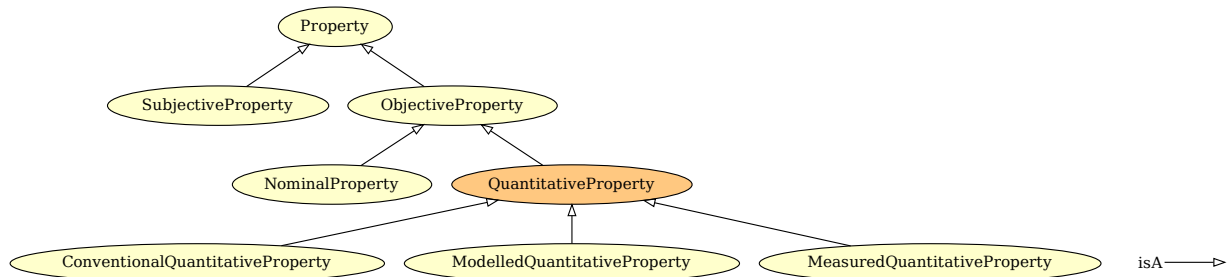 Property
SubjectiveProperty
ObjectiveProperty
NominalProperty
QuantitativeProperty
ConventionalQuantitativeProperty
ModelledQuantitativeProperty
MeasuredQuantitativeProperty
isA